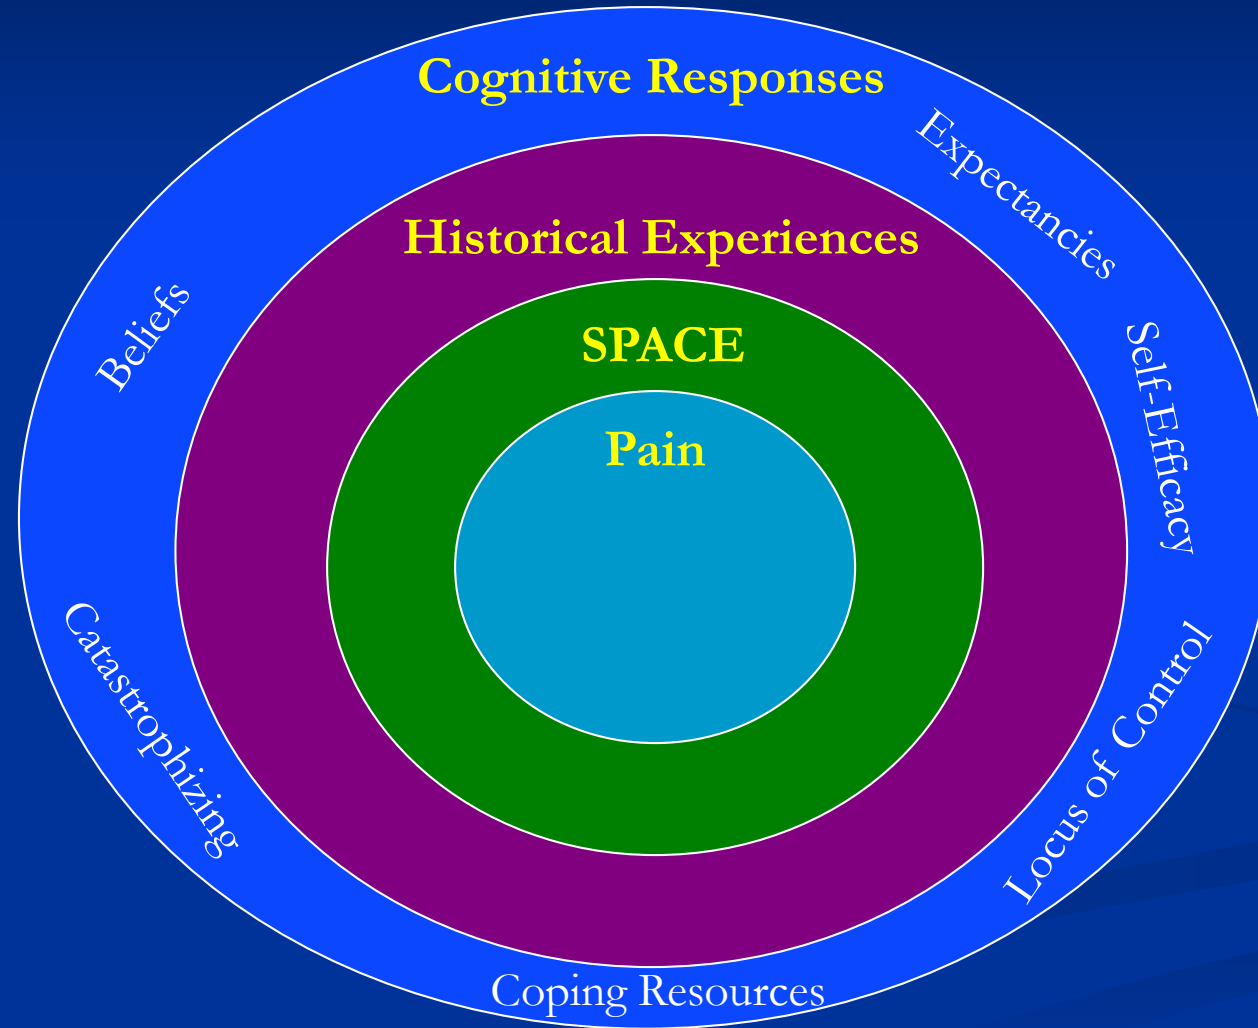 Cognitive Responses
Expectancies
Historical Experiences
Beliefs
SPACE
Self-Efficacy
Pain
Catastrophizing
Locus of Control
Coping Resources